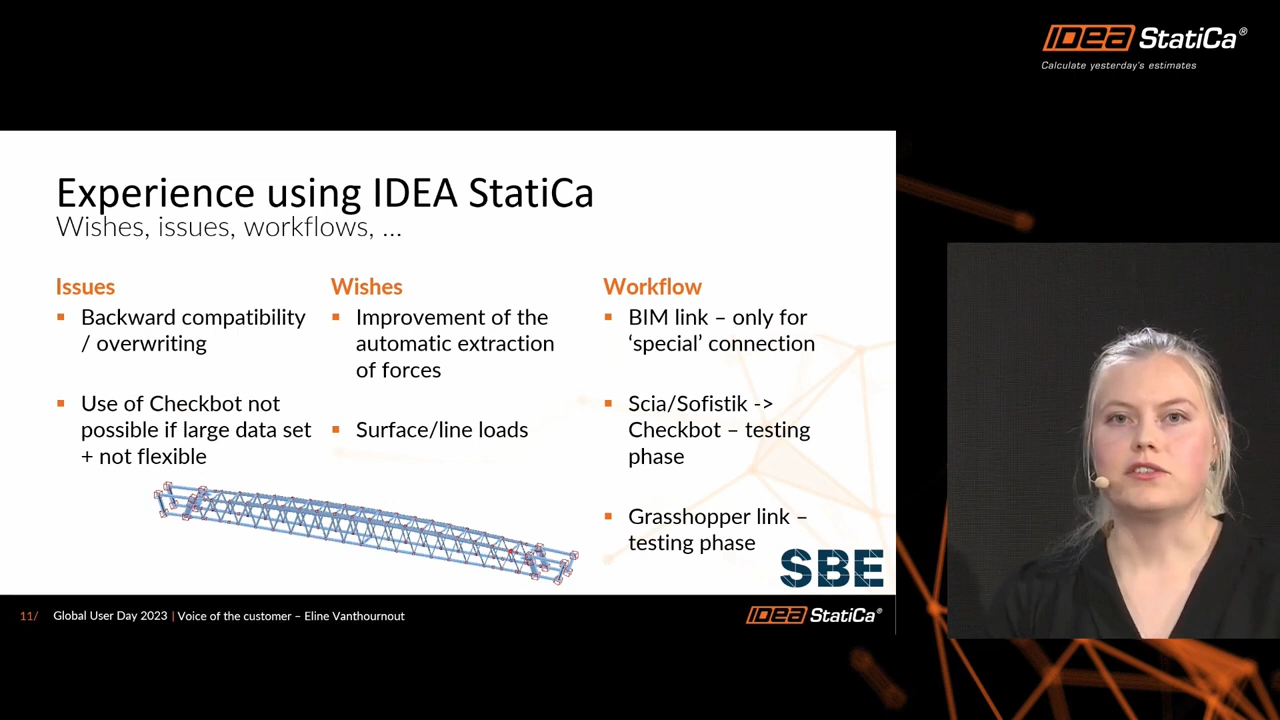 IDEA StatiCa®
Calculate yesterday's estimates
Experience using IDEA StatiCa
Wishes, issues, workflows, ...
Issues
▪ Backward compatibility
/ overwriting
▪ Use of Checkbot not
possible if large data set
+ not flexible
Wishes
▪ Improvement of the
automatic extraction
of forces
▪ Surface/line loads
Workflow
▪ BIM link – only for
‘special’ connection
▪ Scia/Sofistik ->
Checkbot – testing
phase
▪ Grasshopper link –
testing phase
SBE
11/ Global User Day 2023 | Voice of the customer – Eline Vanthournout
IDEA StatiCa®